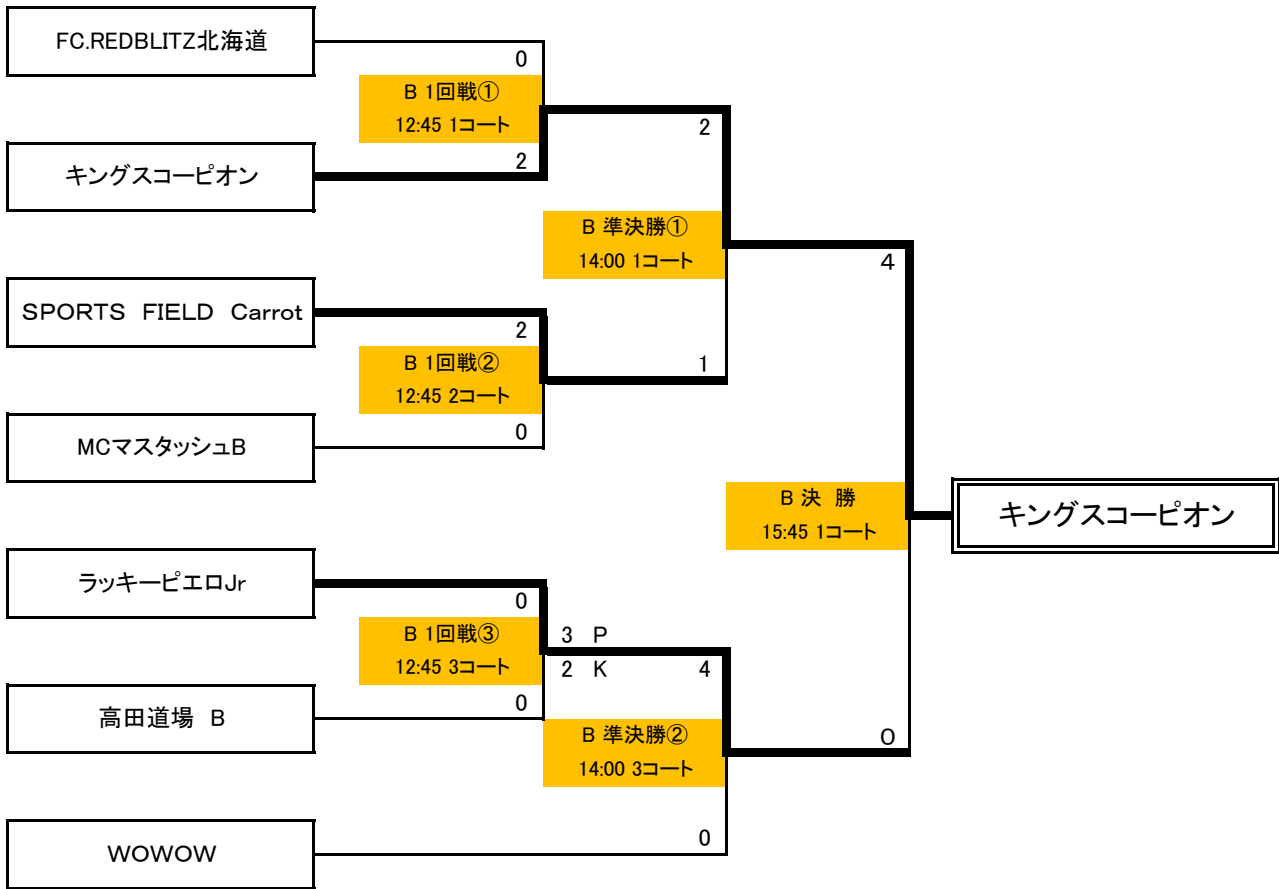 FC.REDBLITZ北海道
0
B 1回戦①
12:45 1コート
2
2
キングスコーピオン
B 準決勝①
14:00 1コート
4
SPORTS　FIELD　Carrot
2
B 1回戦②
12:45 2コート
1
0
MCマスタッシュB
B 決　勝
15:45 1コート
キングスコーピオン
ラッキーピエロJr
0
B 1回戦③
12:45 3コート
3　P
2　K
4
0
高田道場　B
B 準決勝②
14:00 3コート
0
0
WOWOW